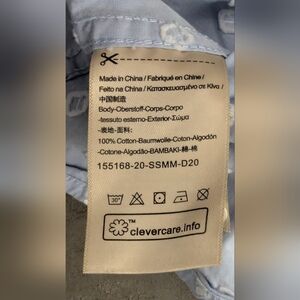 Made in China / Fabriqué en Chine /
Feito na China / Κατασκευασμένο σε Κίνα /
中国制造
Body-Oberstoff-Corps-Corpo
-tessuto esterno-Exterior-Σώμα
-表地-面料:
100% Cotton-Baumwolle-Coton-Algodón
-Cotone-Algodão-BAMBAKI-綿-棉
155168-20-SSMM-D20
30°
™ clevercare.info